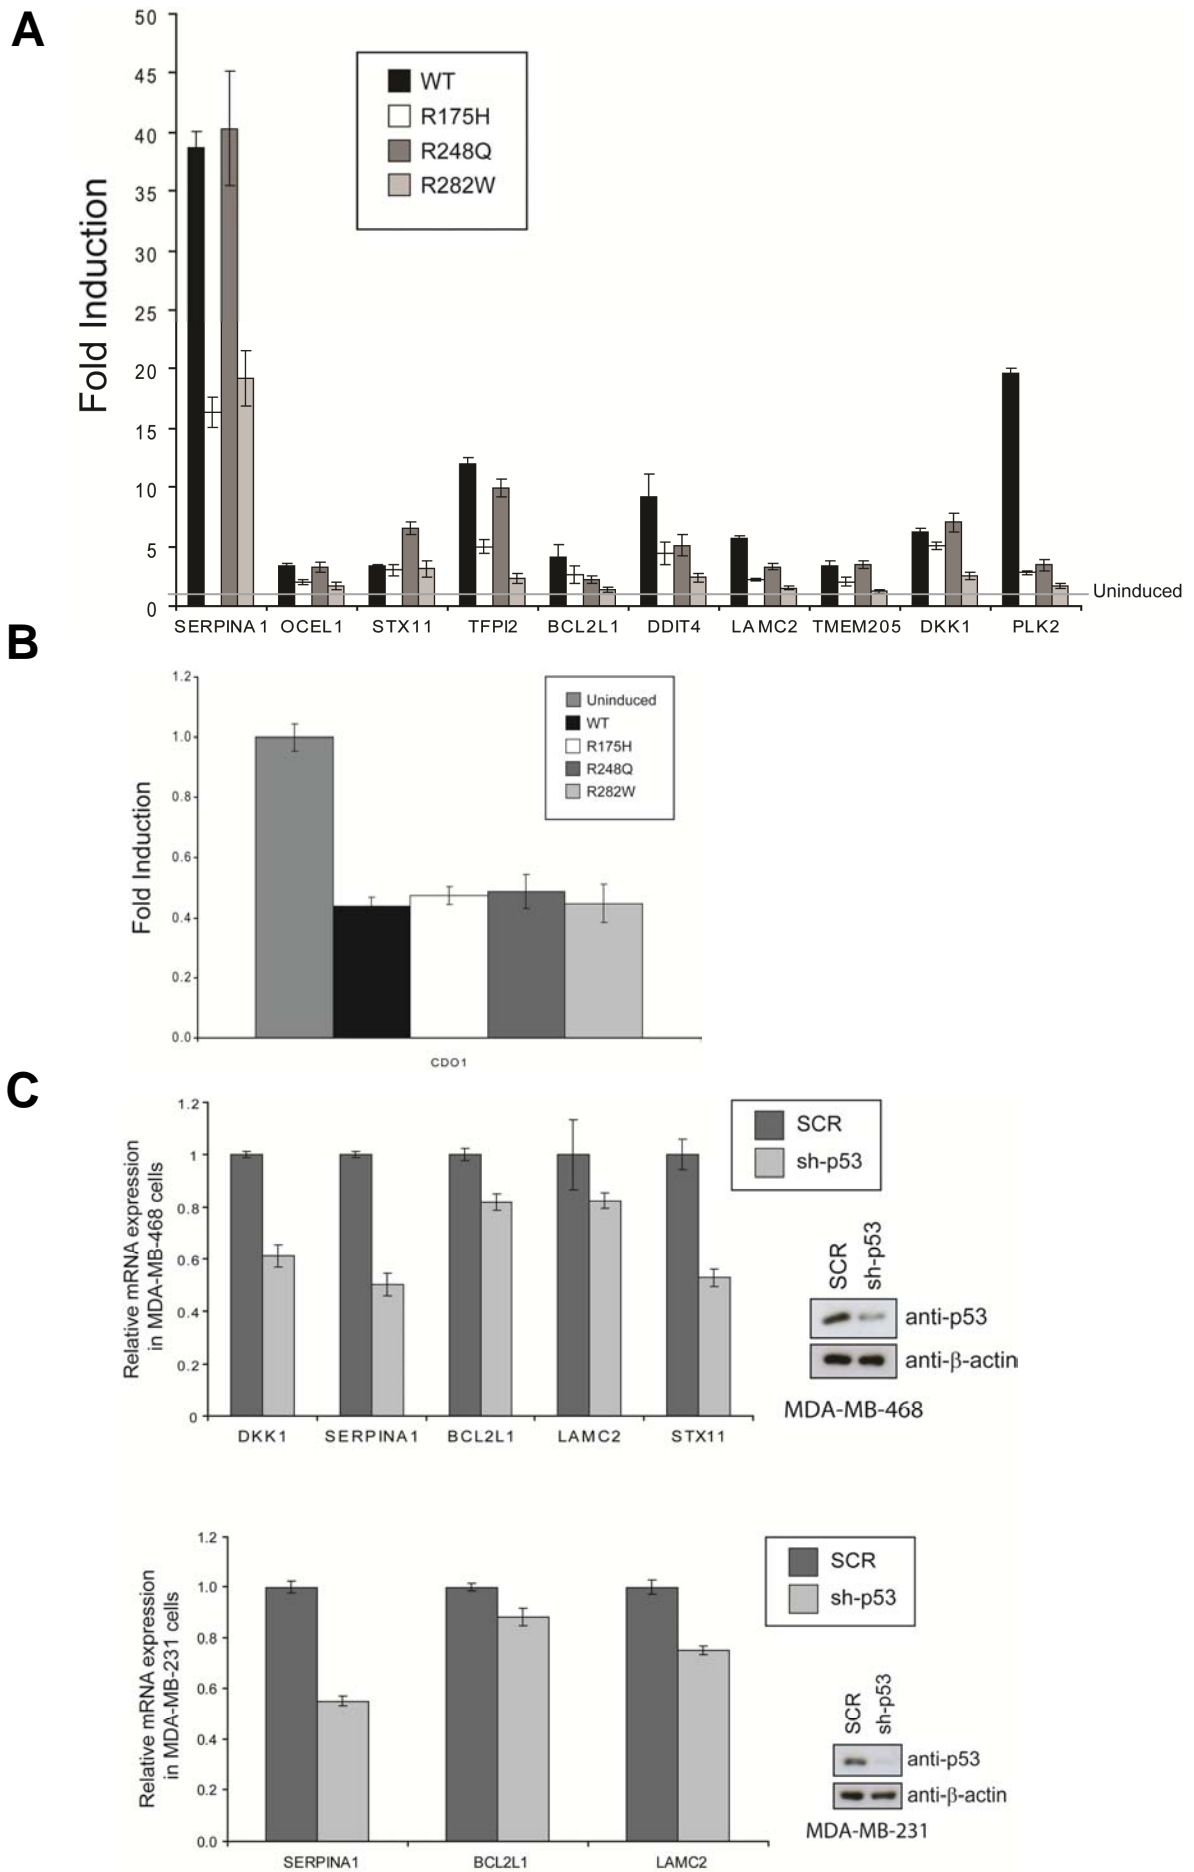 A
50
45
40
35
30
25
20
15
10
5
0
Fold Induction
WT
R175H
R248Q
R282W
Uninduced
SERPINA1 OCEL1 STX11 TFPI2 BCL2L1 DDIT4 LAMC2 TMEM205 DKK1 PLK2
B
1.2
1.0
0.8
0.6
0.4
0.2
0.0
Fold Induction
Uninduced
WT
R175H
R248Q
R282W
CDO1
C
1.2
1
0.8
0.6
0.4
0.2
0
Relative mRNA expression
in MDA-MB-468 cells
SCR
sh-p53
DKK1 SERPINA1 BCL2L1 LAMC2 STX11
SCR
sh-p53
anti-p53
anti-β-actin
MDA-MB-468
1.2
1.0
0.8
0.6
0.4
0.2
0.0
Relative mRNA expression
in MDA-MB-231 cells
SCR
sh-p53
SERPINA1 BCL2L1 LAMC2
SCR
sh-p53
anti-p53
anti-β-actin
MDA-MB-231